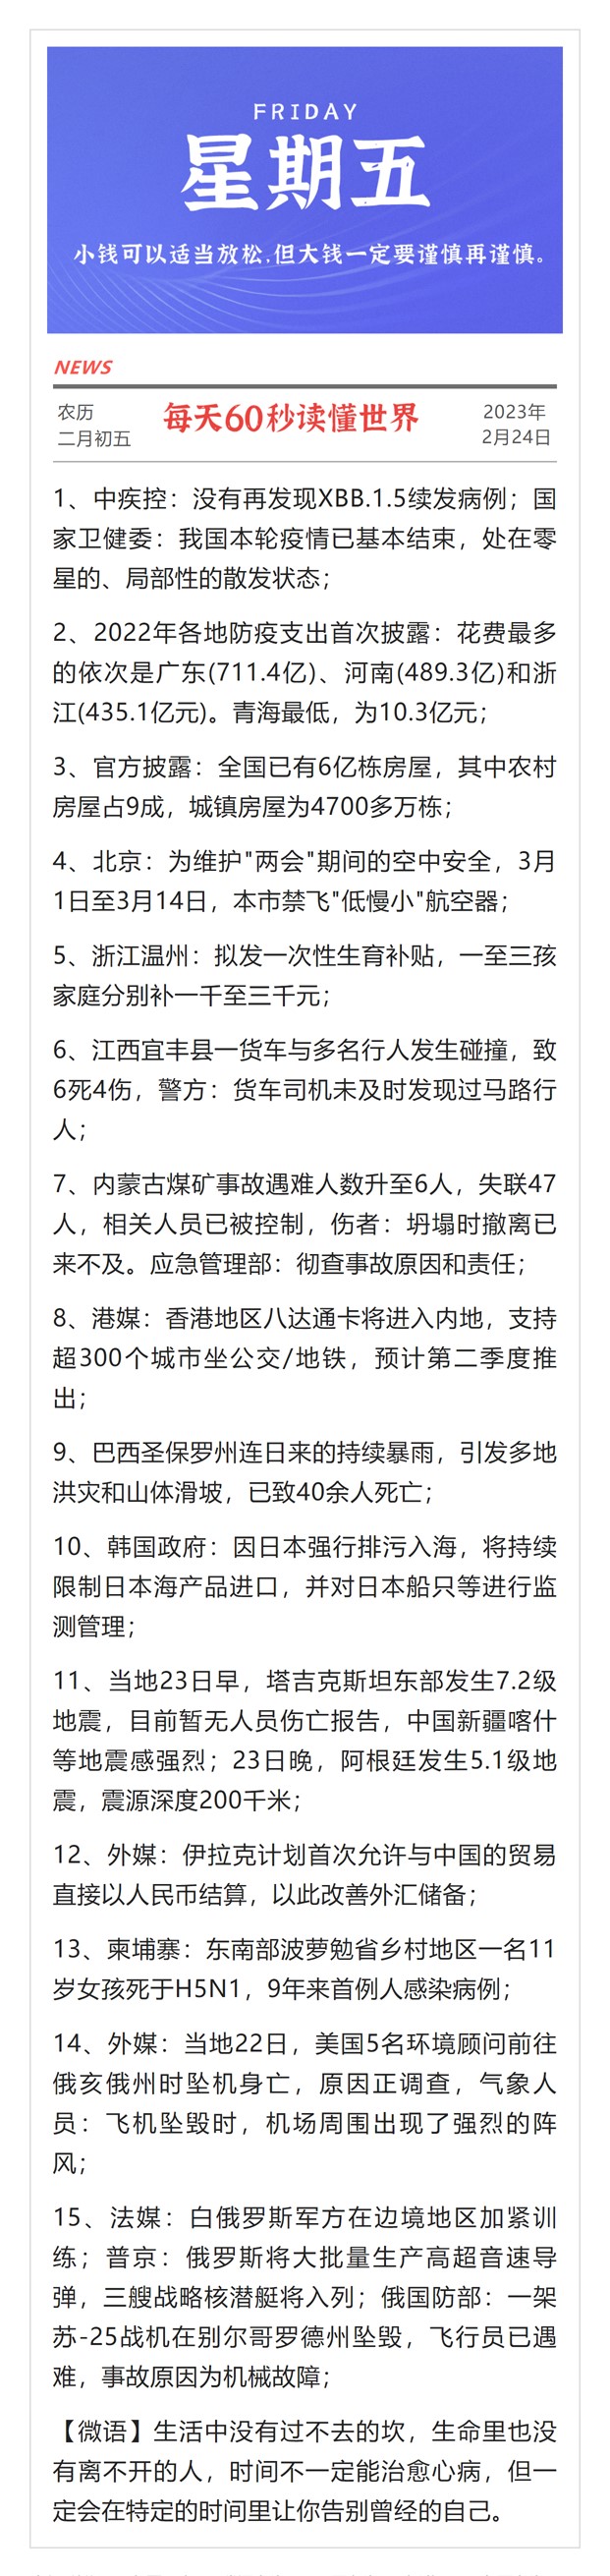 FRIDAY
星期五
小钱可以适当放松,但大钱一定要谨慎再谨慎。
NEWS
农历
二月初五
每天60秒读懂世界
2023年
2月24日
1、中疾控：没有再发现XBB.1.5续发病例；国
家卫健委：我国本轮疫情已基本结束，处在零
星的、局部性的散发状态；
2、2022年各地防疫支出首次披露：花费最多
的依次是广东(711.4亿)、河南(489.3亿)和浙
江(435.1亿元)。青海最低，为10.3亿元；
3、官方披露：全国已有6亿栋房屋，其中农村
房屋占9成，城镇房屋为4700多万栋；
4、北京：为维护"两会"期间的空中安全，3月
1日至3月14日，本市禁飞"低慢小"航空器；
5、浙江温州：拟发一次性生育补贴，一至三孩
家庭分别补一千至三千元；
6、江西宜丰县一货车与多名行人发生碰撞，致
6死4伤，警方：货车司机未及时发现过马路行
人；
7、内蒙古煤矿事故遇难人数升至6人，失联47
人，相关人员已被控制，伤者：坍塌时撤离已
来不及。应急管理部：彻查事故原因和责任；
8、港媒：香港地区八达通卡将进入内地，支持
超300个城市坐公交/地铁，预计第二季度推
出；
9、巴西圣保罗州连日来的持续暴雨，引发多地
洪灾和山体滑坡，已致40余人死亡；
10、韩国政府：因日本强行排污入海，将持续
限制日本海产品进口，并对日本船只等进行监
测管理；
11、当地23日早，塔吉克斯坦东部发生7.2级
地震，目前暂无人员伤亡报告，中国新疆喀什
等地震感强烈；23日晚，阿根廷发生5.1级地
震，震源深度200千米；
12、外媒：伊拉克计划首次允许与中国的贸易
直接以人民币结算，以此改善外汇储备；
13、柬埔寨：东南部波萝勉省乡村地区一名11
岁女孩死于H5N1，9年来首例人感染病例；
14、外媒：当地22日，美国5名环境顾问前往
俄亥俄州时坠机身亡，原因正调查，气象人
员：飞机坠毁时，机场周围出现了强烈的阵
风；
15、法媒：白俄罗斯军方在边境地区加紧训
练；普京：俄罗斯将大批量生产高超音速导
弹，三艘战略核潜艇将入列；俄国防部：一架
苏-25战机在别尔哥罗德州坠毁，飞行员已遇
难，事故原因为机械故障；
【微语】生活中没有过不去的坎，生命里也没
有离不开的人，时间不一定能治愈心病，但一
定会在特定的时间里让你告别曾经的自己。